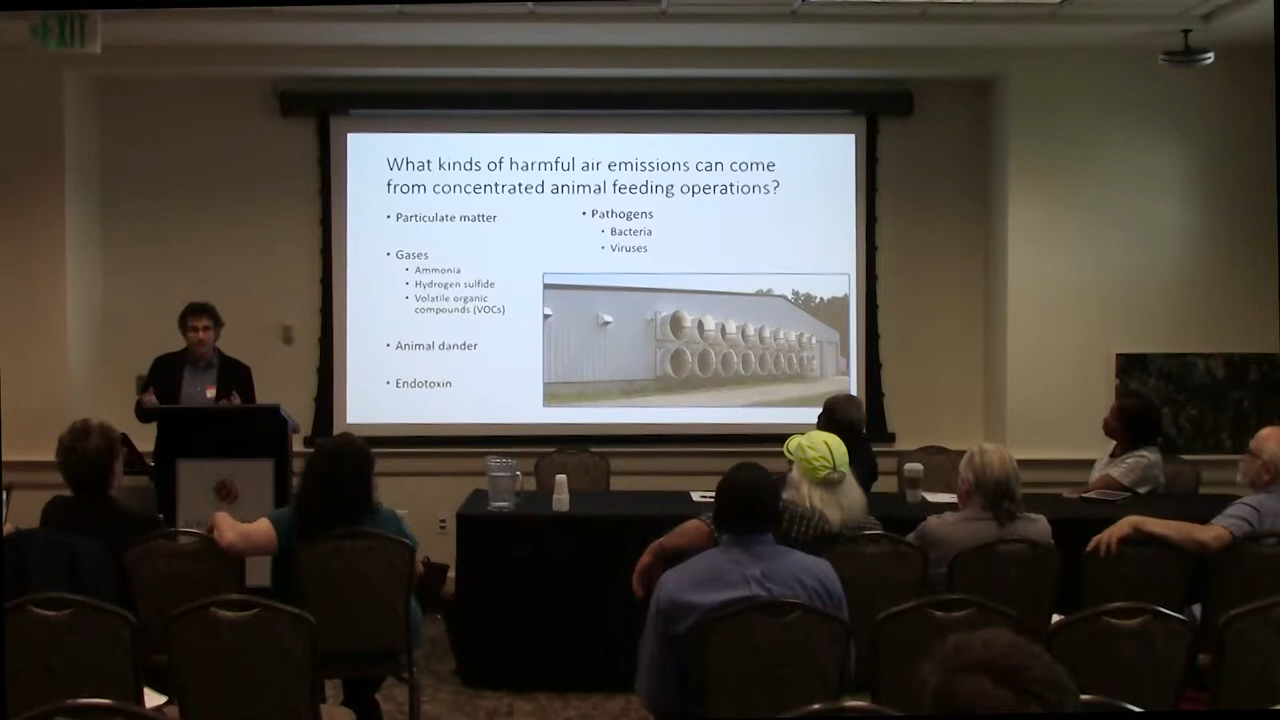 EXIT
What kinds of harmful air emissions can come
from concentrated animal feeding operations?
• Particulate matter
• Gases
• Ammonia
• Hydrogen sulfide
• Volatile organic
compounds (VOCs)
• Animal dander
• Endotoxin
• Pathogens
• Bacteria
• Viruses